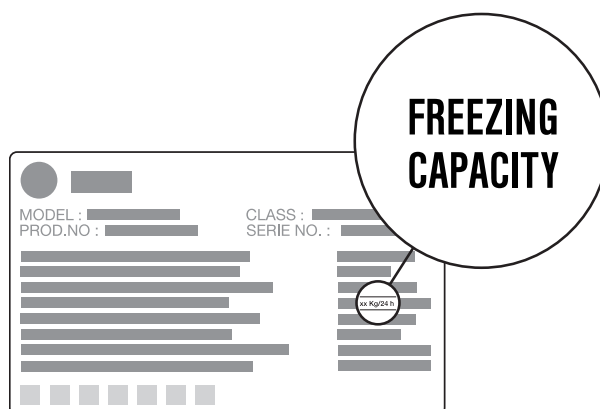 FREEZING
CAPACITY
MODEL :
CLASS :
PROD.NO :
SERIE NO. :
xx Kg/24 h